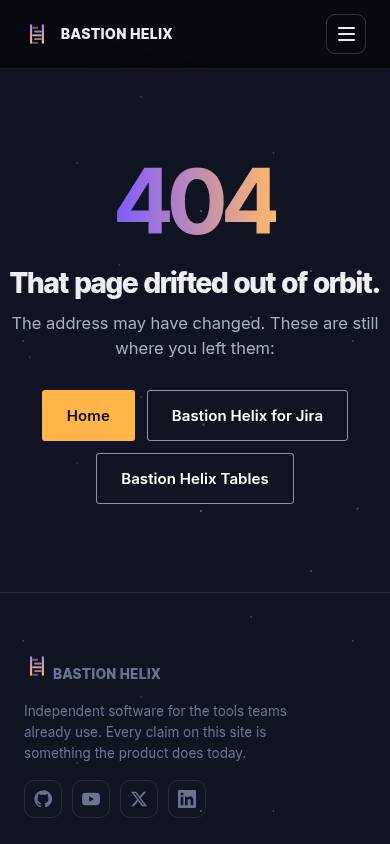 BASTION HELIX
404
That page drifted out of orbit.
The address may have changed. These are still
where you left them:
Home
Bastion Helix for Jira
Bastion Helix Tables
BASTION HELIX
Independent software for the tools teams
already use. Every claim on this site is
something the product does today.